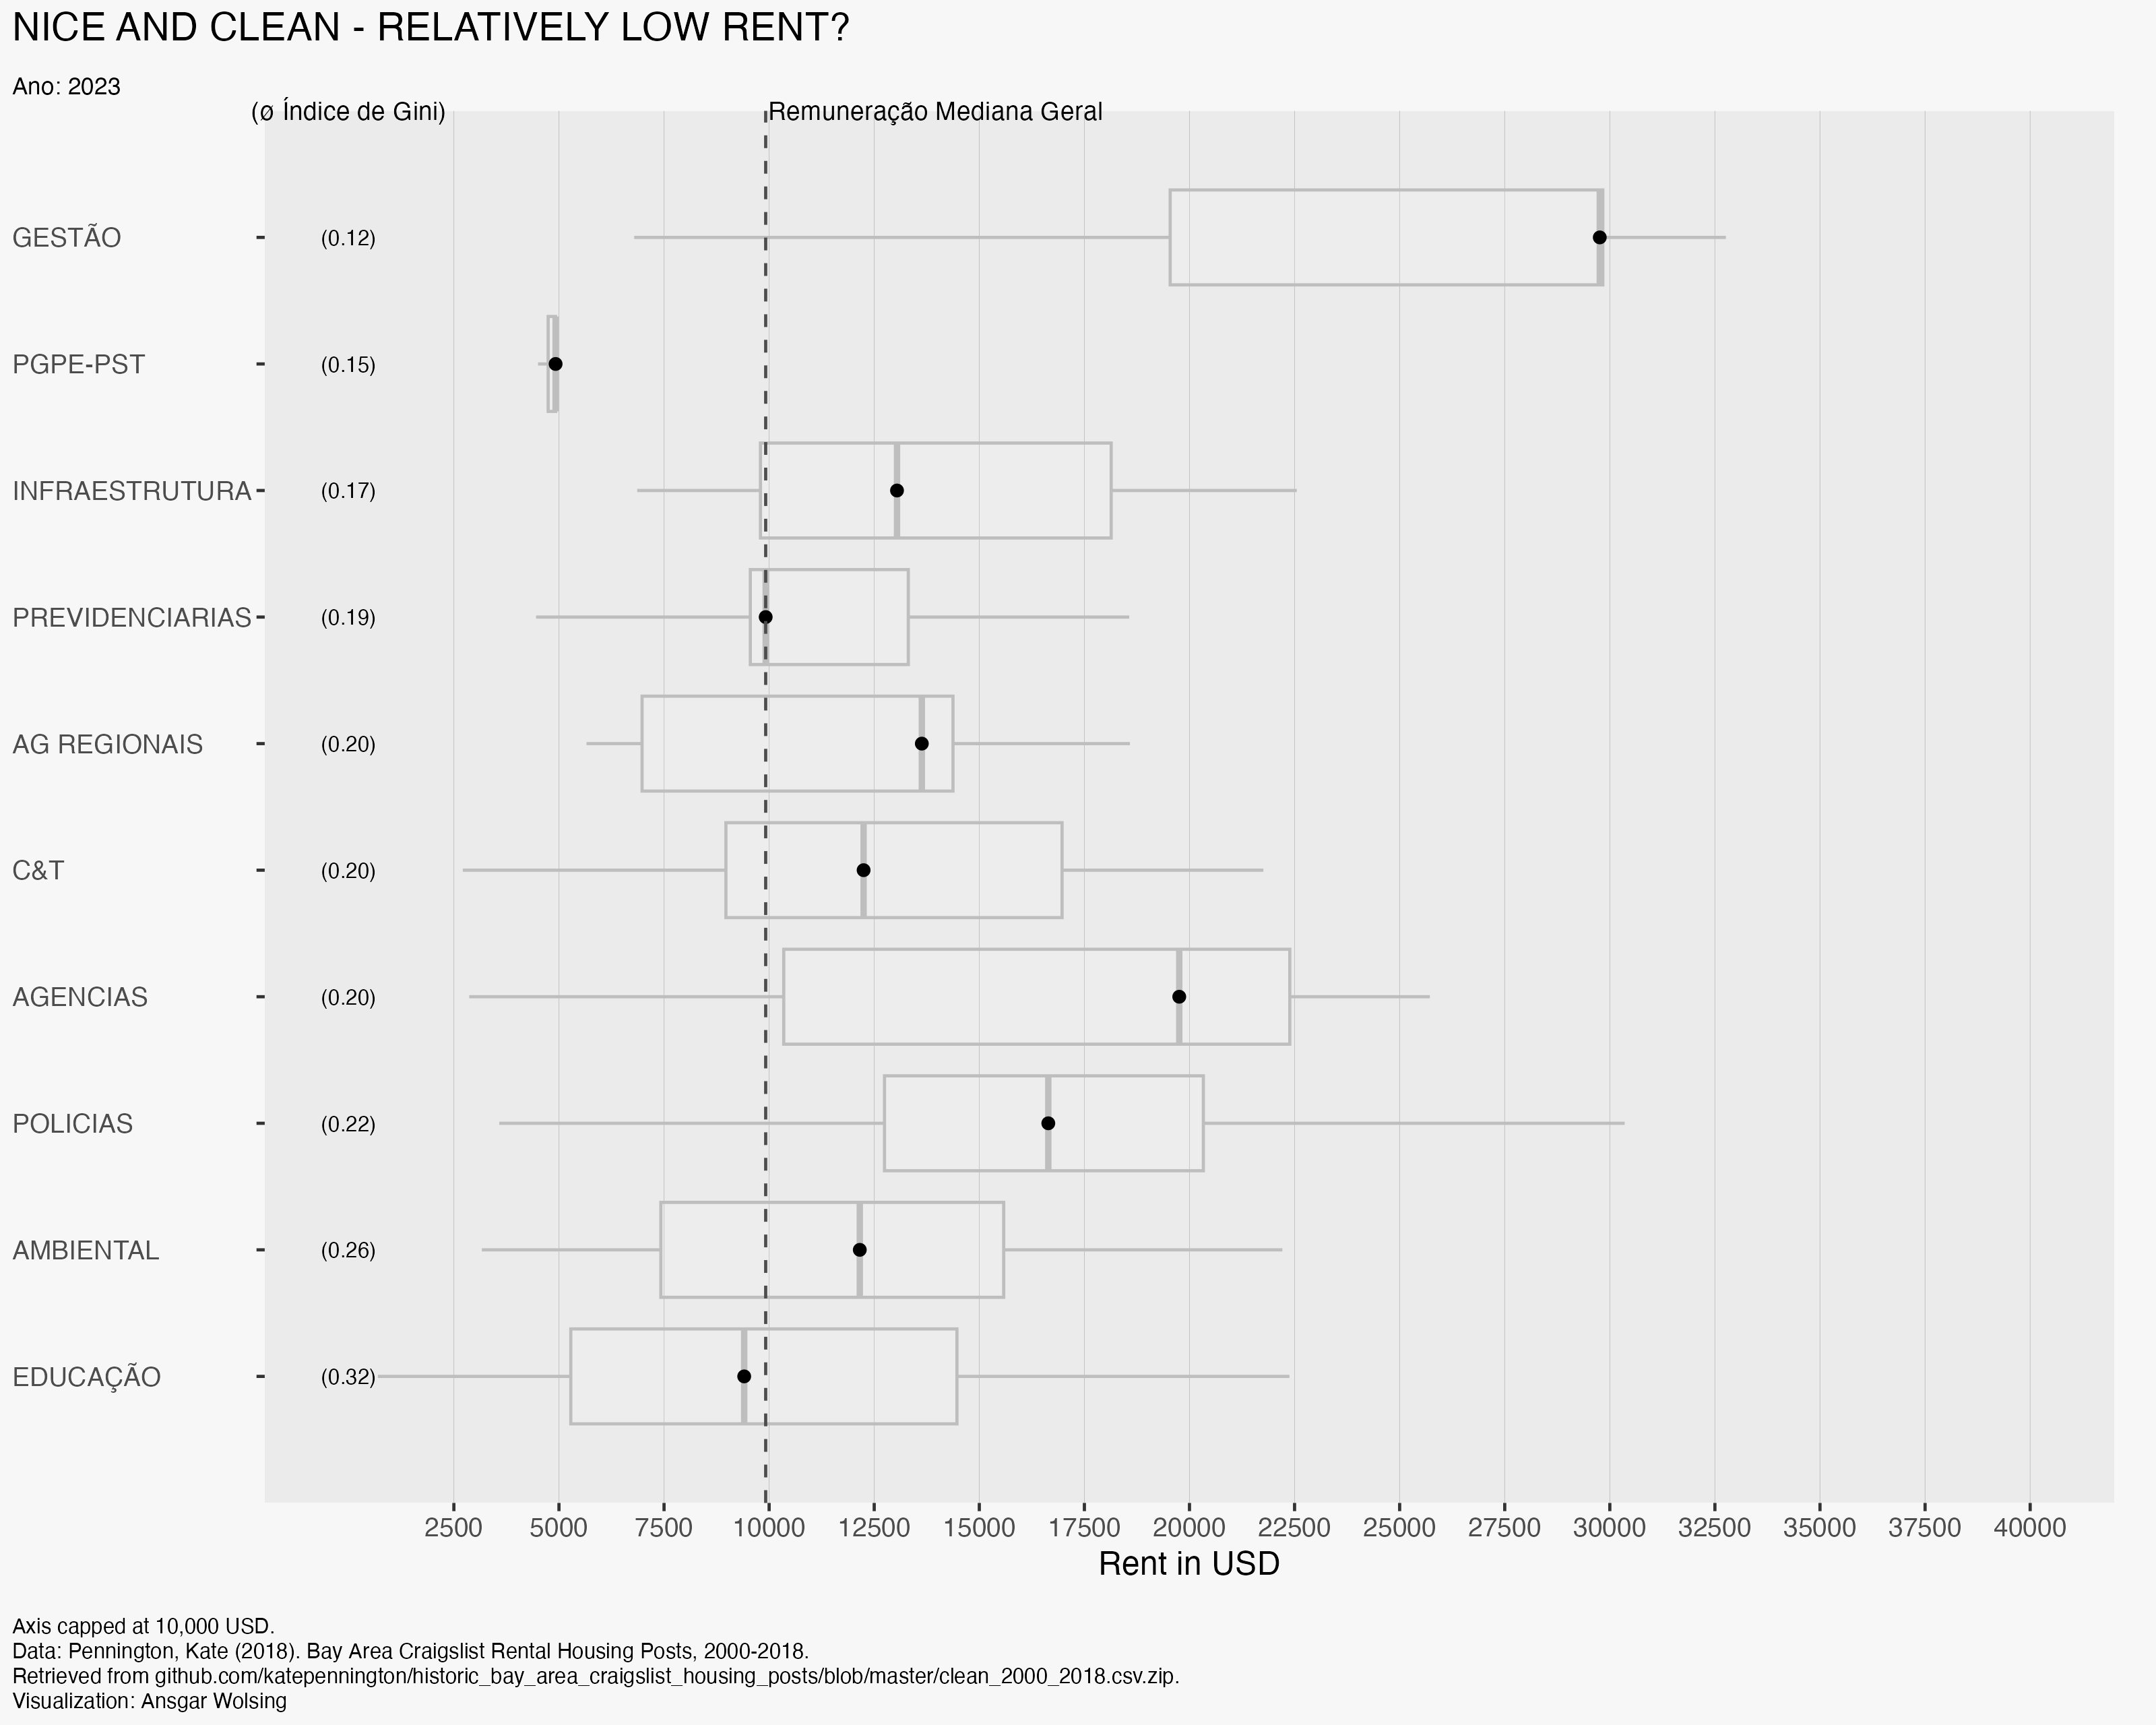 NICE AND CLEAN - RELATIVELY LOW RENT?
Ano: 2023
(ø Índice de Gini) Remuneração Mediana Geral
GESTÃO (0.12)
PGPE-PST (0.15)
INFRAESTRUTURA (0.17)
PREVIDENCIARIAS (0.19)
AG REGIONAIS (0.20)
C&T (0.20)
AGENCIAS (0.20)
POLICIAS (0.22)
AMBIENTAL (0.26)
EDUCAÇÃO (0.32)
2500 5000 7500 10000 12500 15000 17500 20000 22500 25000 27500 30000 32500 35000 37500 40000
Rent in USD
Axis capped at 10,000 USD.
Data: Pennington, Kate (2018). Bay Area Craigslist Rental Housing Posts, 2000-2018.
Retrieved from github.com/katepennington/historic_bay_area_craigslist_housing_posts/blob/master/clean_2000_2018.csv.zip.
Visualization: Ansgar Wolsing